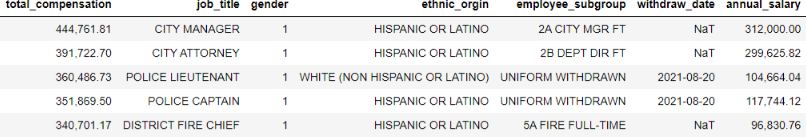 total_compensation job_title gender ethnic_orgin employee_subgroup withdraw_date annual_salary
444,761.81 CITY MANAGER 1 HISPANIC OR LATINO 2A CITY MGR FT NaT 312,000.00
391,722.70 CITY ATTORNEY 1 HISPANIC OR LATINO 2B DEPT DIR FT NaT 299,625.82
360,486.73 POLICE LIEUTENANT 1 WHITE (NON HISPANIC OR LATINO) UNIFORM WITHDRAWN 2021-08-20 104,664.04
351,869.50 POLICE CAPTAIN 1 HISPANIC OR LATINO UNIFORM WITHDRAWN 2021-08-20 117,744.12
340,701.17 DISTRICT FIRE CHIEF 1 HISPANIC OR LATINO 5A FIRE FULL-TIME NaT 96,830.76